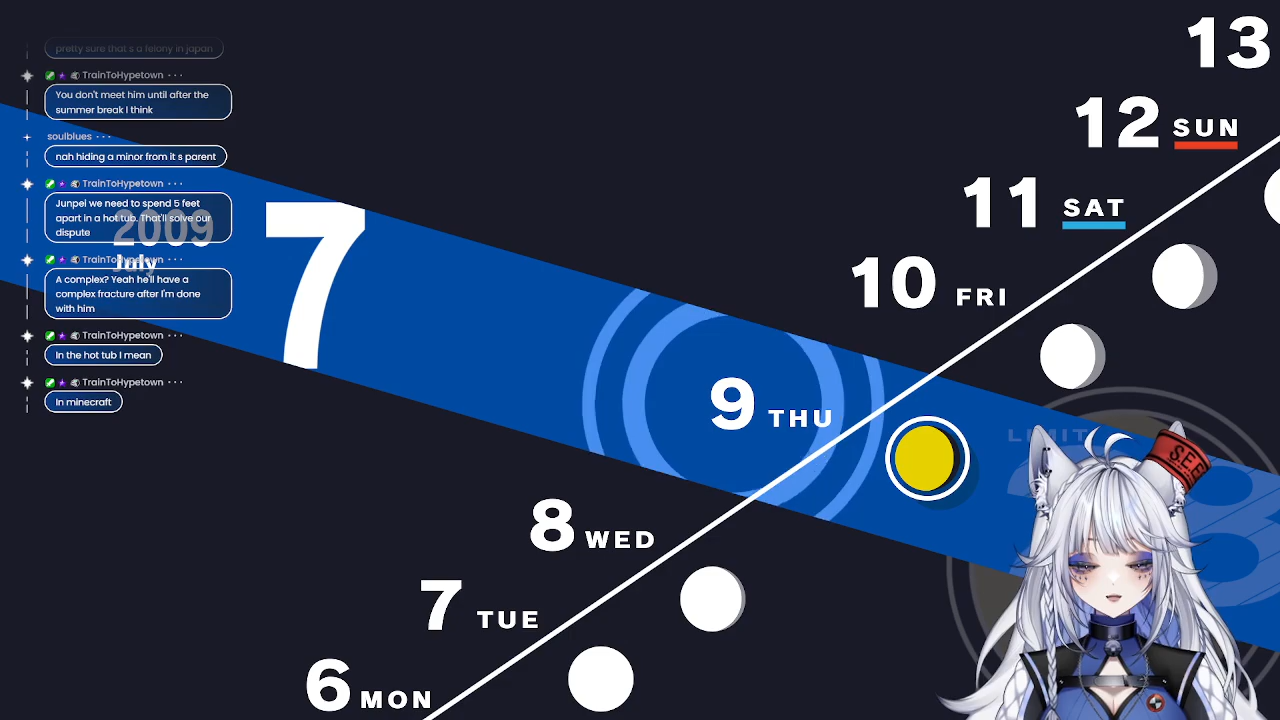 pretty sure that s a felony in japan
TrainToHypetown
You don't meet him until after the
summer break I think
soulblues
nah hiding a minor from it s parent
TrainToHypetown
Junpei we need to spend 5 feet
apart in a hot tub. That'll solve our
dispute
TrainToHypetown
A complex? Yeah he'll have a
complex fracture after I'm done
with him
TrainToHypetown
In the hot tub I mean
TrainToHypetown
In minecraft
2009
July
7
13
12 SUN
11 SAT
10 FRI
9 THU
8 WED
7 TUE
6 MON
LIMIT
S.E.E